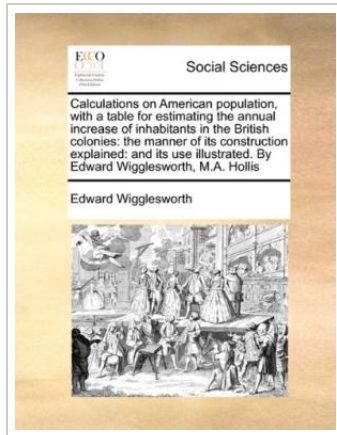 ECCO
Social Sciences
Calculations on American population,
with a table for estimating the annual
increase of inhabitants in the British
colonies: the manner of its construction
explained: and its use illustrated. By
Edward Wigglesworth, M.A. Hollis
Edward Wigglesworth